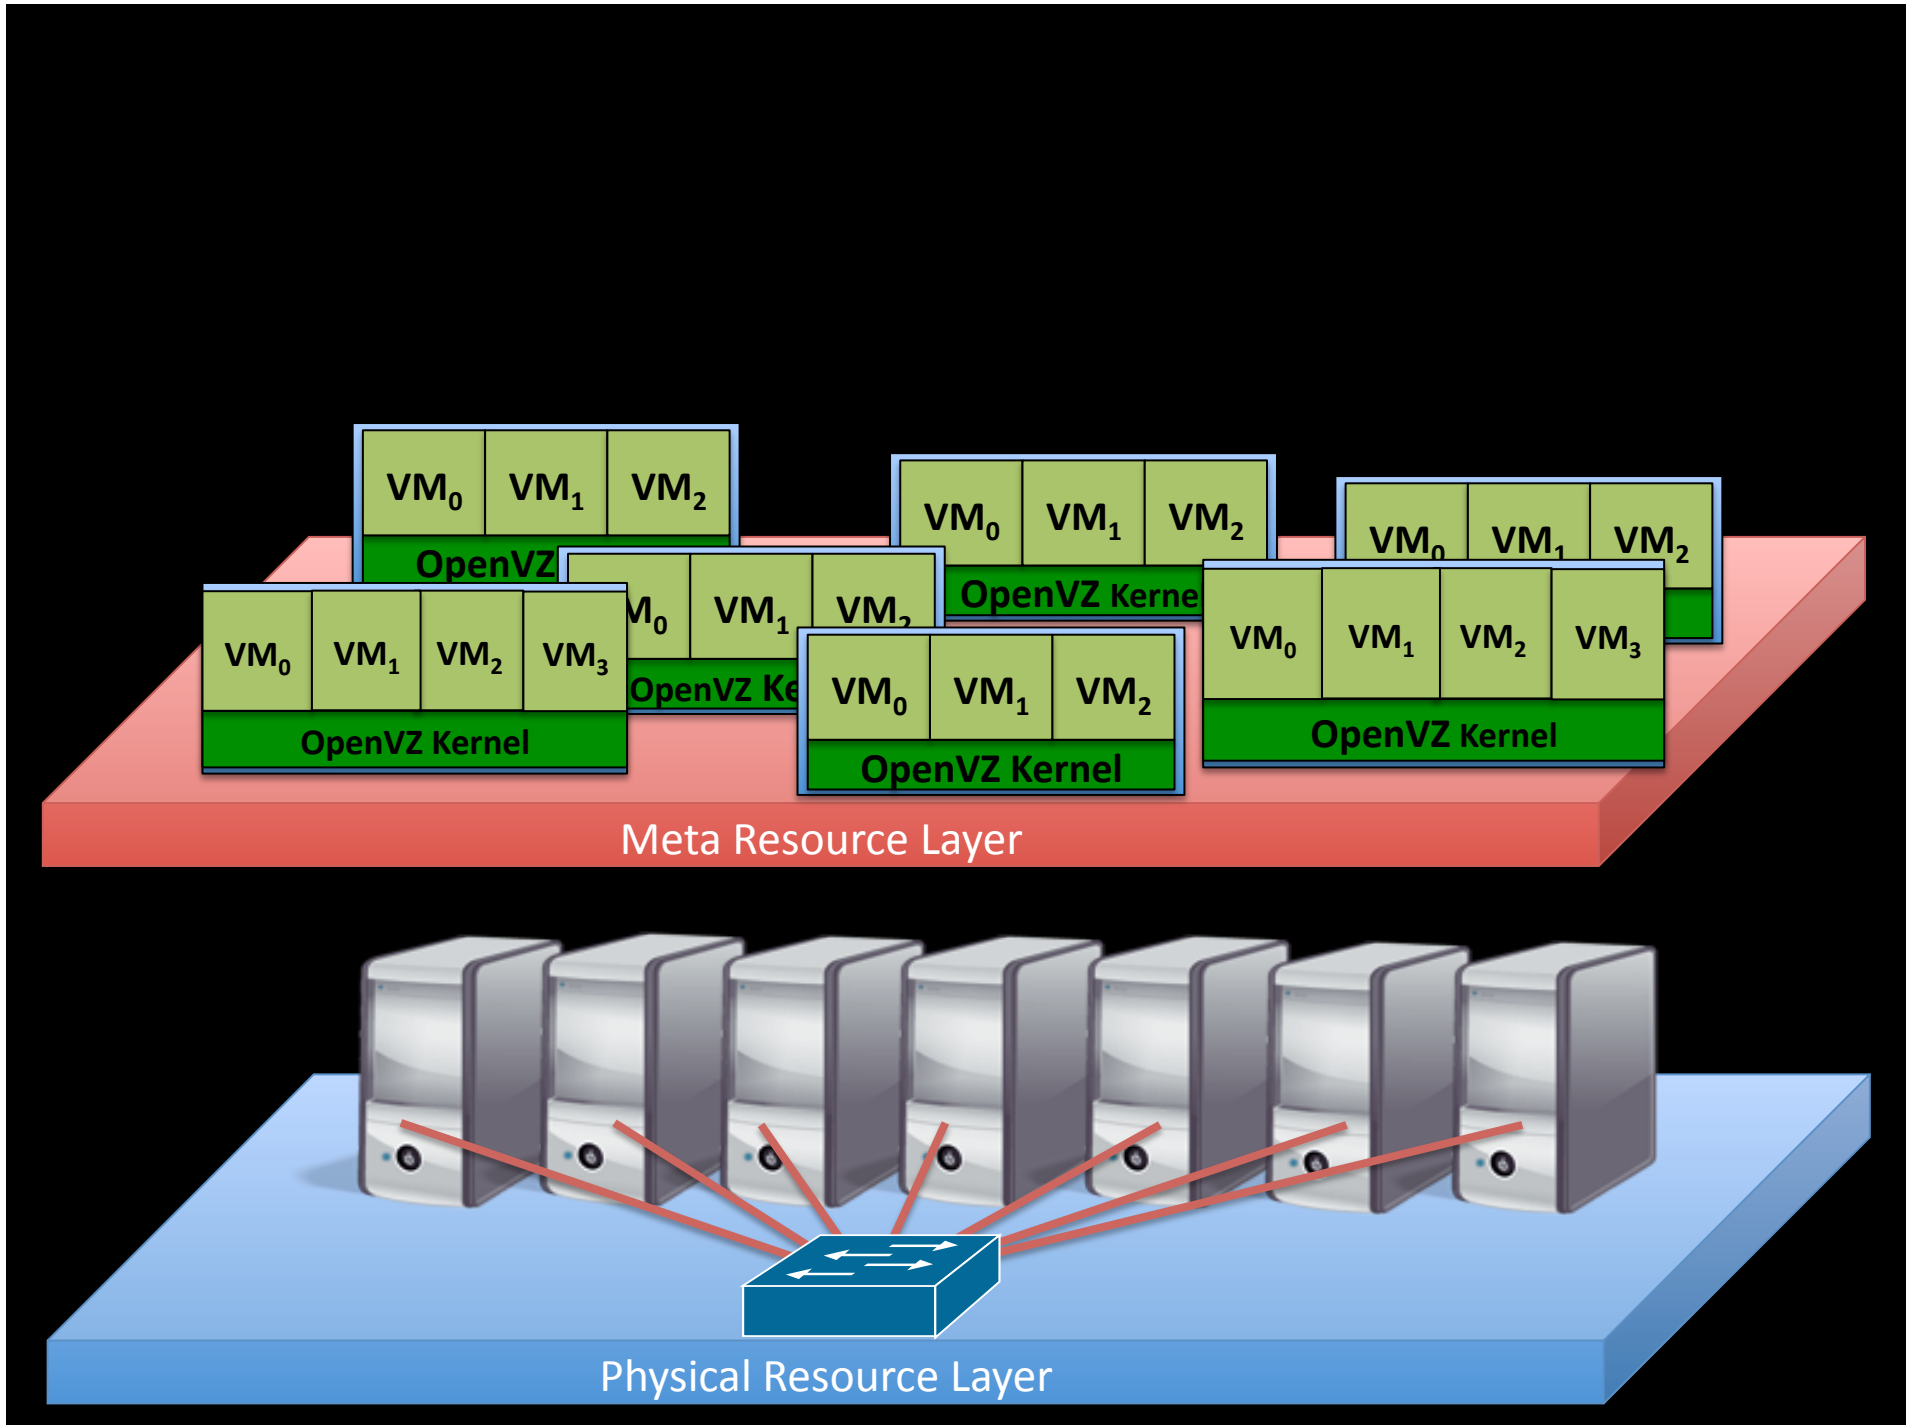 VM0 VM1 VM2
OpenVZ
VM0 VM1 VM2
OpenVZ Kerne
VM0 VM1 VM2
M0 VM1 VM2
OpenVZ Ke
VM0 VM1 VM2 VM3
OpenVZ Kernel
VM0 VM1 VM2
OpenVZ Kernel
VM0 VM1 VM2 VM3
OpenVZ Kernel
Meta Resource Layer
Physical Resource Layer